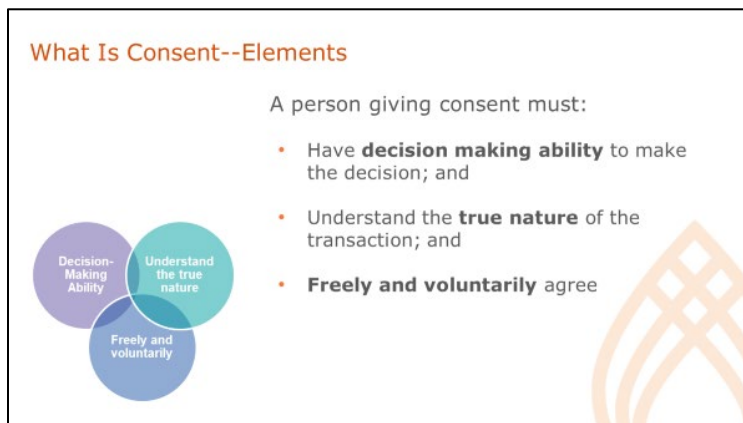 What Is Consent--Elements
A person giving consent must:
• Have decision making ability to make
the decision; and
• Understand the true nature of the
transaction; and
• Freely and voluntarily agree
Decision-
Making
Ability
Understand
the true
nature
Freely and
voluntarily